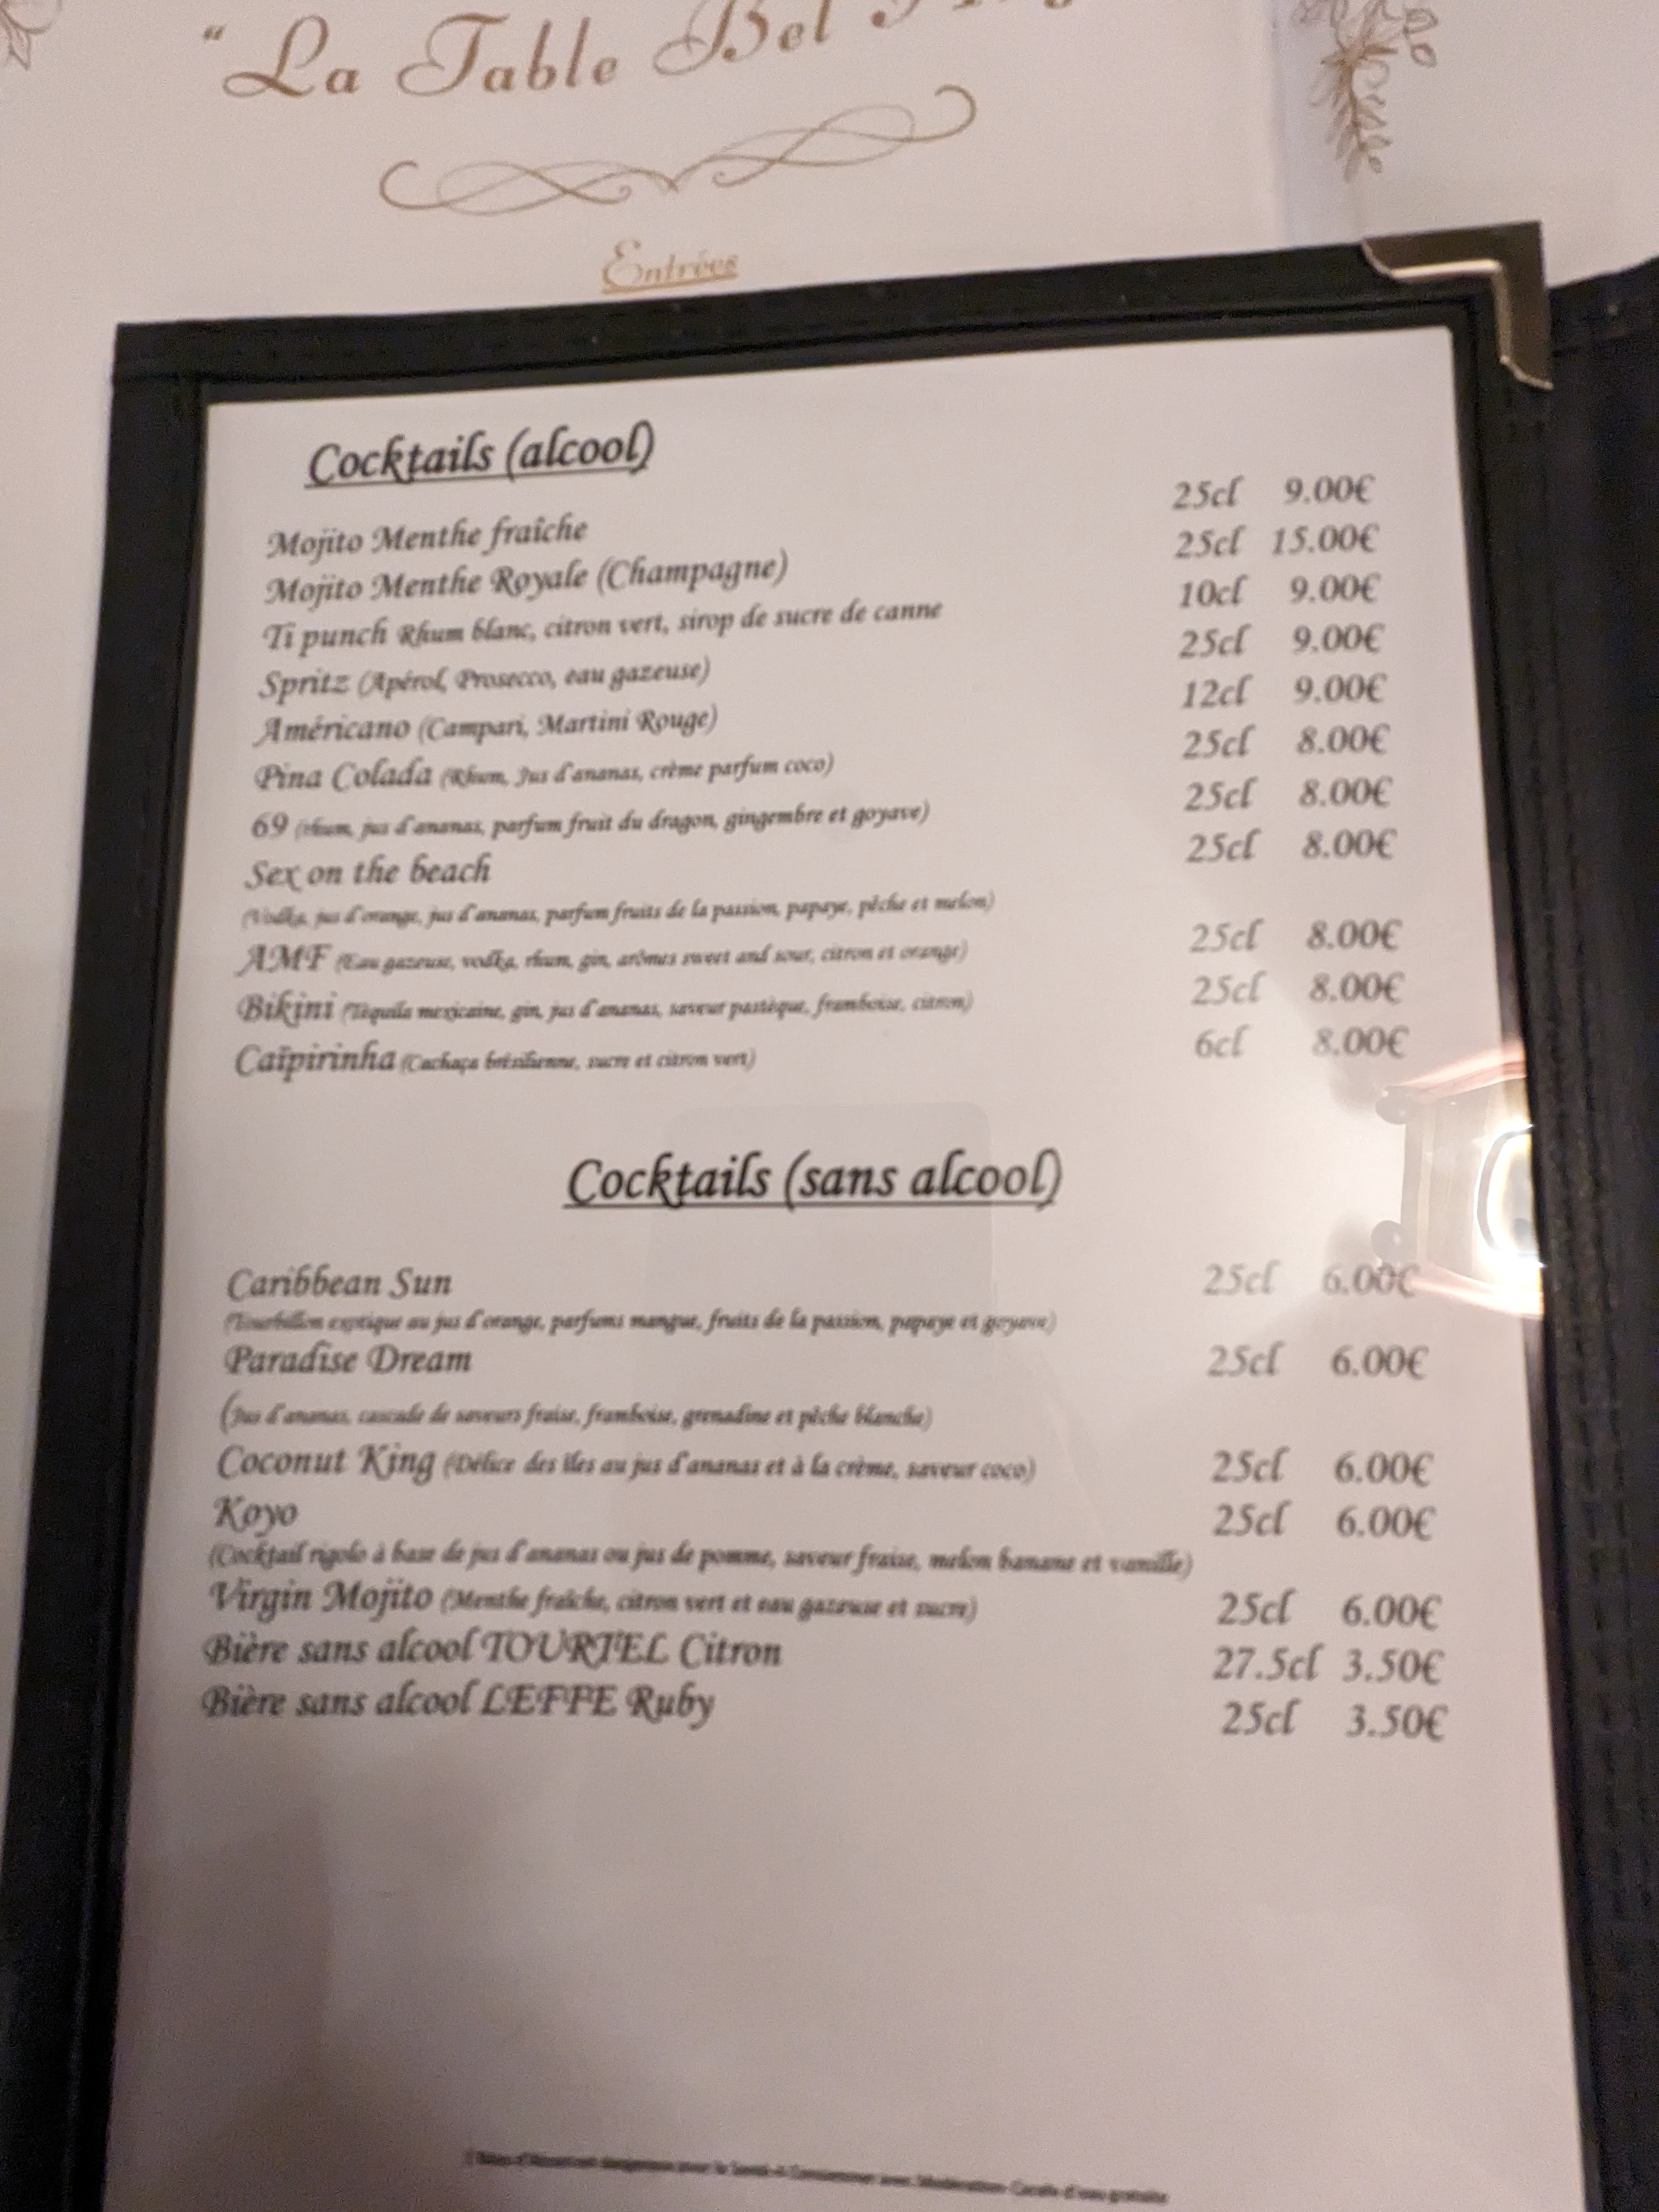 “ La Table Bel
Entrées
Cocktails (alcool)
Mojito Menthe fraîche 25cl 9.00€
Mojito Menthe Royale (Champagne) 25cl 15.00€
Ti punch Rhum blanc, citron vert, sirop de sucre de canne 10cl 9.00€
Spritz (Apérol, Prosecco, eau gazeuse) 25cl 9.00€
Américano (Campari, Martini Rouge) 12cl 9.00€
Pina Colada (Rhum, Jus d'ananas, crème parfum coco) 25cl 8.00€
69 (rhum, jus d'ananas, parfum fruit du dragon, gingembre et goyave) 25cl 8.00€
Sex on the beach 25cl 8.00€
(Vodka, jus d'orange, jus d'ananas, parfum fruits de la passion, papaye, pêche et melon)
AMF (Eau gazeuse, vodka, rhum, gin, arômes sweet and sour, citron et orange) 25cl 8.00€
Bikini (Téquila mexicaine, gin, jus d'ananas, saveur pastèque, framboise, citron) 25cl 8.00€
Caïpirinha (Cachaça brésilienne, sucre et citron vert) 6cl 8.00€
Cocktails (sans alcool)
Caribbean Sun 25cl 6.00€
(Tourbillon exotique au jus d'orange, parfums mangue, fruits de la passion, papaye et goyave)
Paradise Dream 25cl 6.00€
(Jus d'ananas, cascade de saveurs fraise, framboise, grenadine et pêche blanche)
Coconut King (Délice des îles au jus d'ananas et à la crème, saveur coco) 25cl 6.00€
Koyo 25cl 6.00€
(Cocktail rigolo à base de jus d'ananas ou jus de pomme, saveur fraise, melon banane et vanille)
Virgin Mojito (Menthe fraîche, citron vert et eau gazeuse et sucre) 25cl 6.00€
Bière sans alcool TOURTEL Citron 27.5cl 3.50€
Bière sans alcool LEFFE Ruby 25cl 3.50€
dangereux pour la Santé A Consommer avec Modération Carafe d'eau gratuite